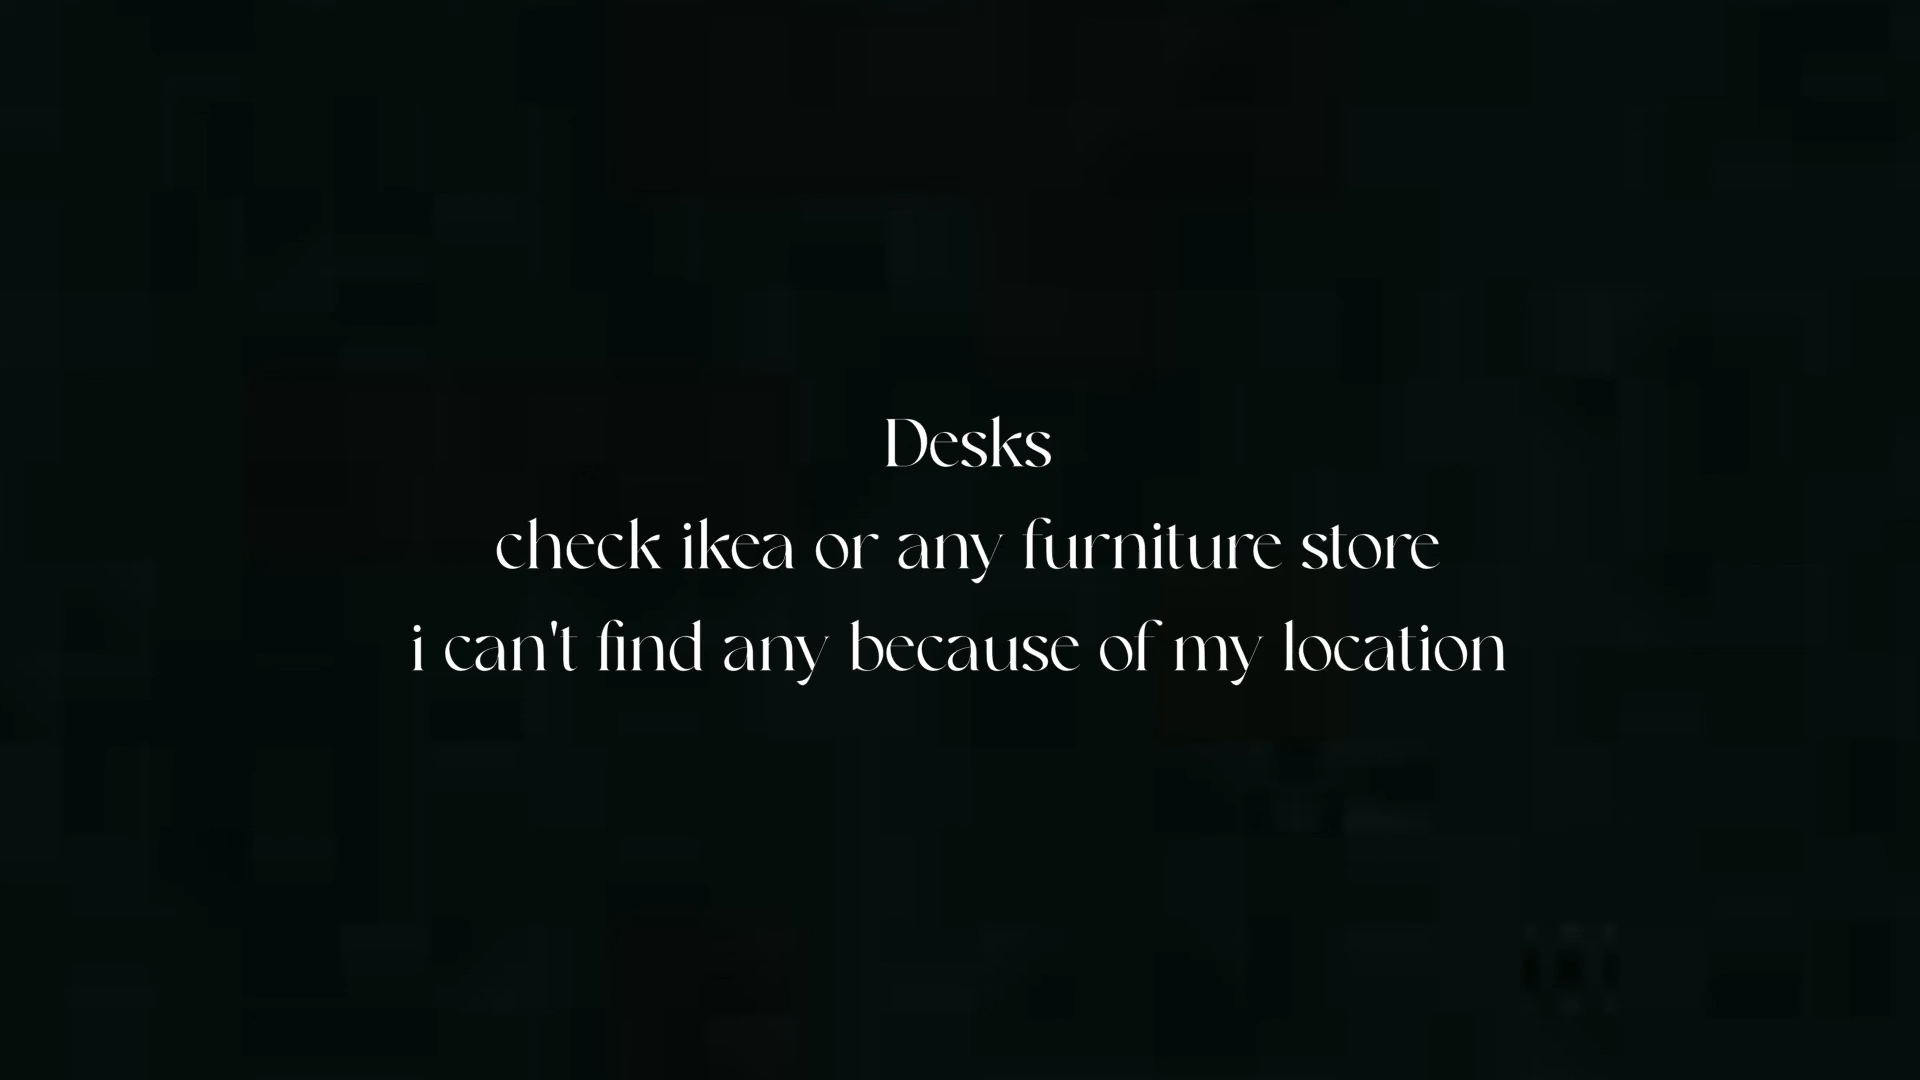 Desks
check ikea or any furniture store
i can't find any because of my location